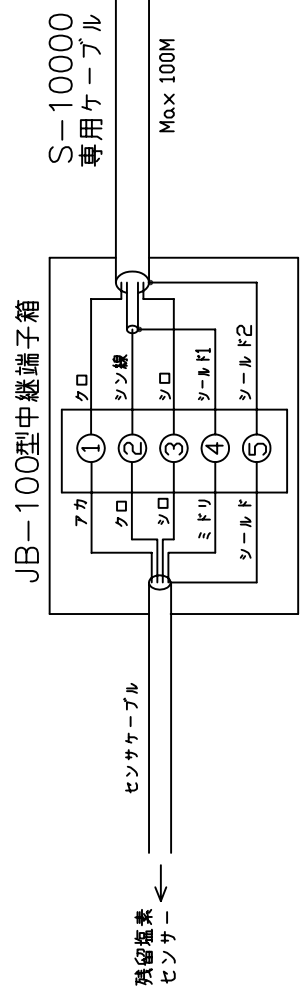 S-10000
専用ケーブル
Max 100M
JB-100型中継端子箱
クロ
シン線
シロ
シールド1
シールド2
①
②
③
④
⑤
アカ
クロ
シロ
ミドリ
シールド
センサケーブル
残留塩素
センサー